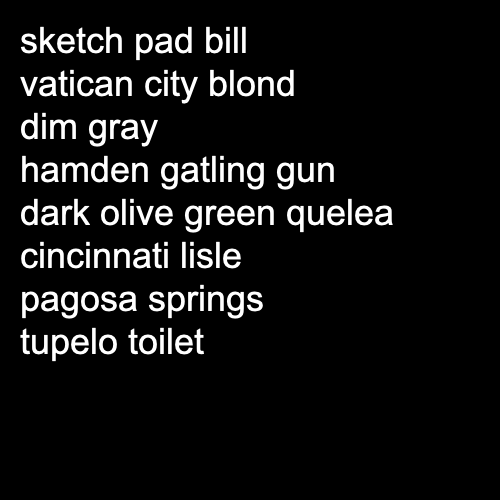 sketch pad bill
vatican city blond
dim gray
hamden gatling gun
dark olive green quelea
cincinnati lisle
pagosa springs
tupelo toilet